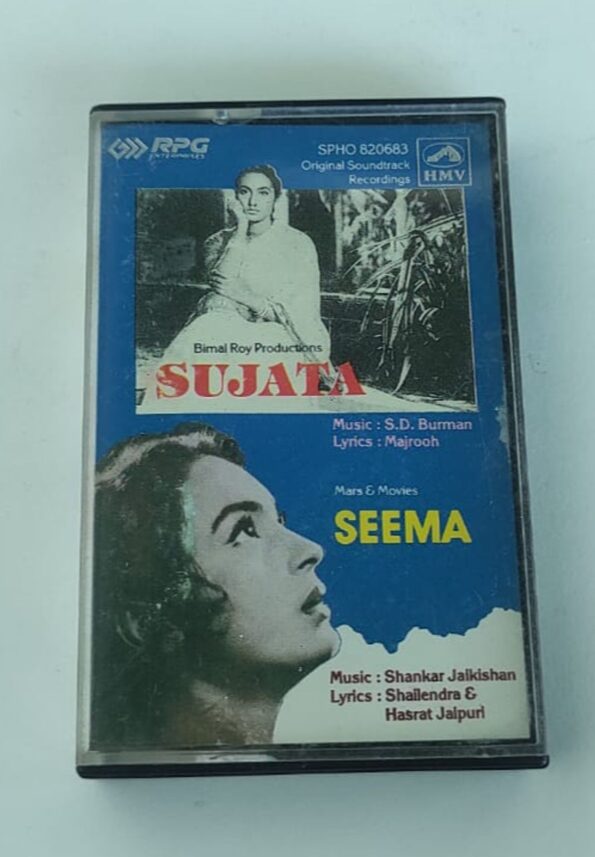 RPG
ENTERPRISES
SPHO 820683
Original Soundtrack
Recordings
HMV
Bimal Roy Productions
SUJATA
Music : S.D. Burman
Lyrics : Majrooh
Mars & Movies
SEEMA
Music : Shankar Jaikishan
Lyrics : Shailendra &
Hasrat Jaipuri